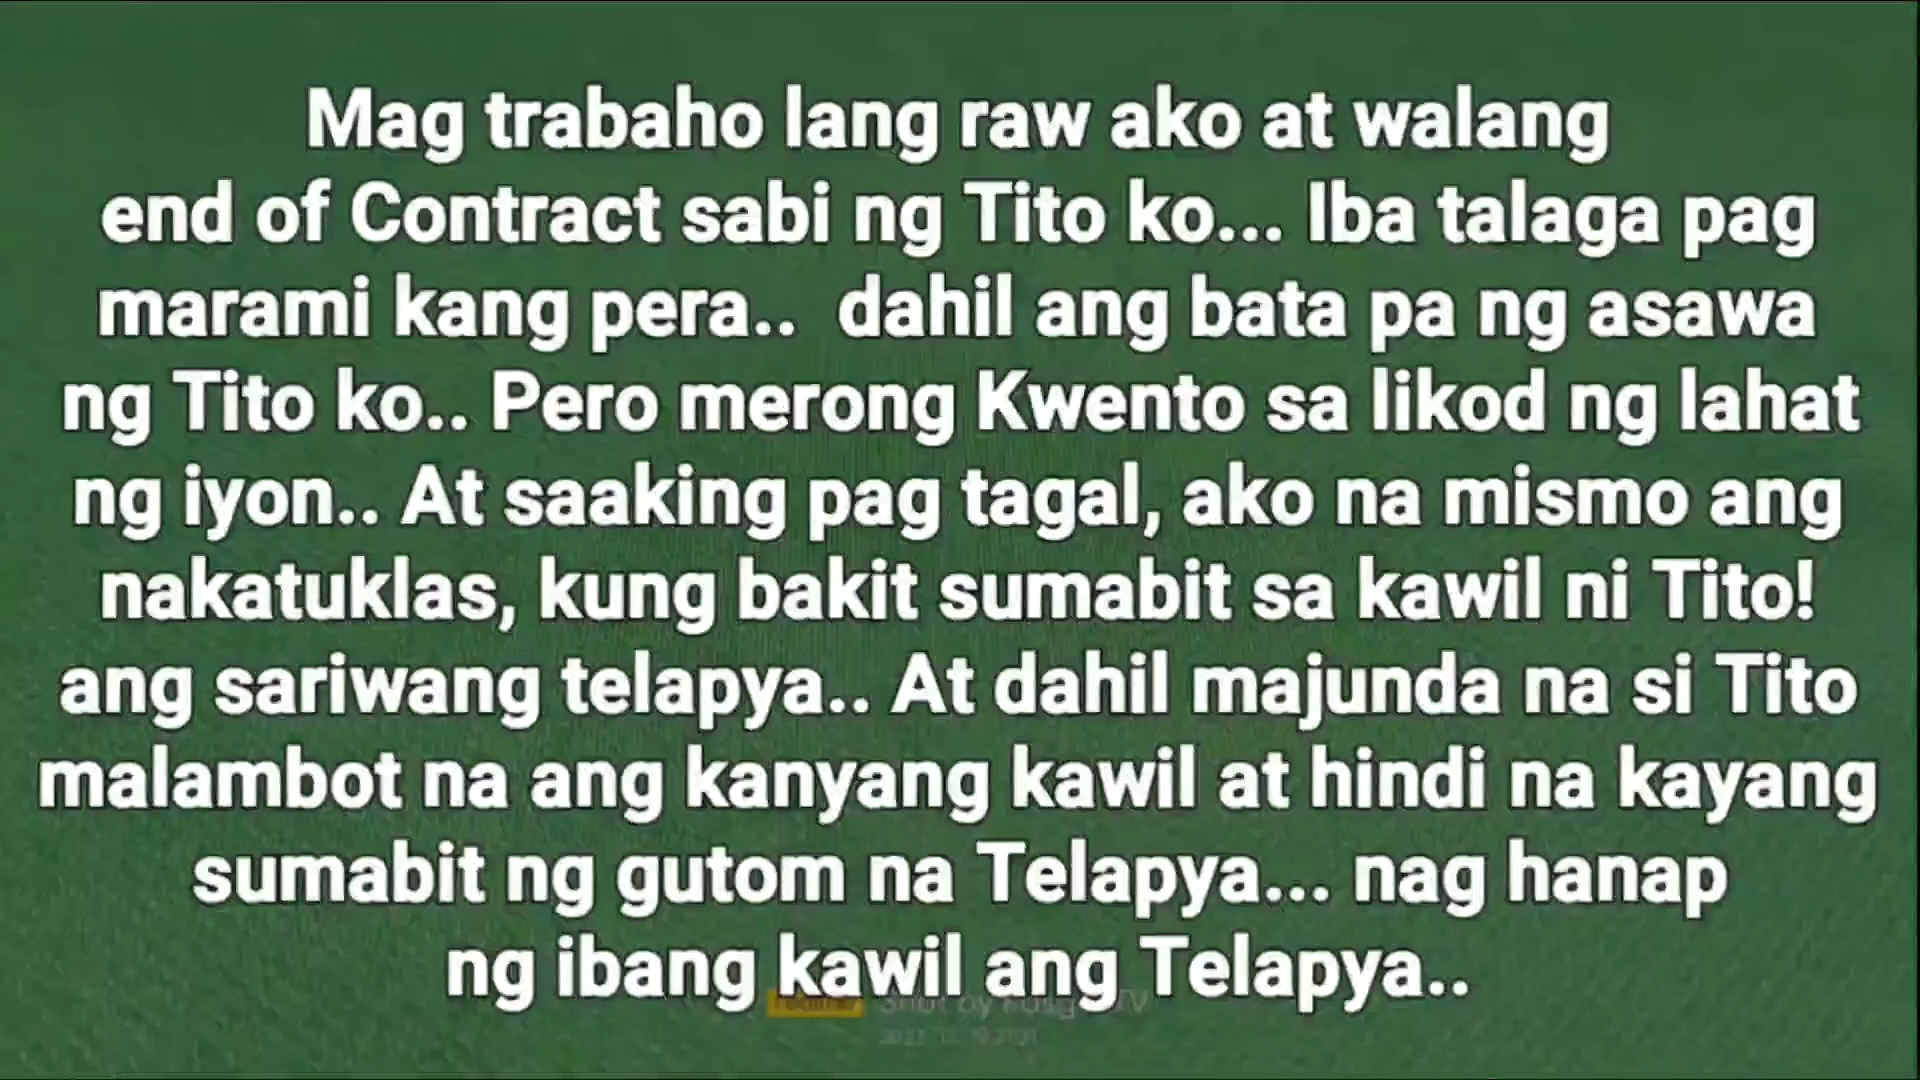 Mag trabaho lang raw ako at walang
end of Contract sabi ng Tito ko... Iba talaga pag
marami kang pera..  dahil ang bata pa ng asawa
ng Tito ko.. Pero merong Kwento sa likod ng lahat
ng iyon.. At saaking pag tagal, ako na mismo ang
nakatuklas, kung bakit sumabit sa kawil ni Tito!
ang sariwang telapya.. At dahil majunda na si Tito
malambot na ang kanyang kawil at hindi na kayang
sumabit ng gutom na Telapya... nag hanap
ng ibang kawil ang Telapya..
Shot by